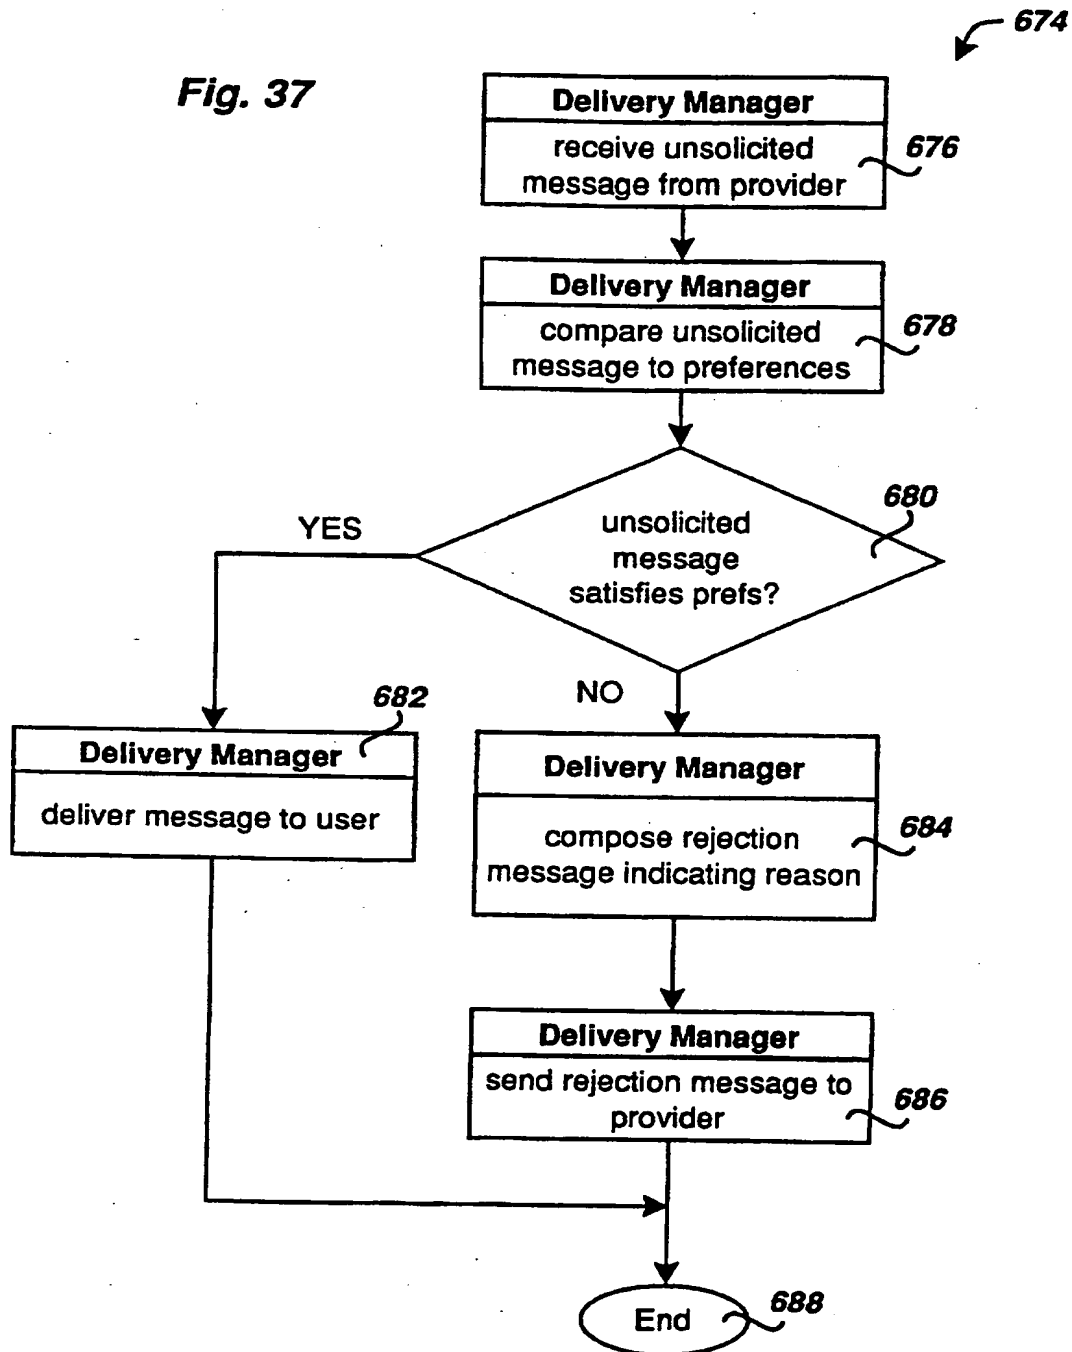 674
Fig. 37
Delivery Manager
receive unsolicited
message from provider
676
Delivery Manager
compare unsolicited
message to preferences
678
680
unsolicited
message
satisfies prefs?
YES
NO
682
Delivery Manager
deliver message to user
Delivery Manager
compose rejection
message indicating reason
684
Delivery Manager
send rejection message to
provider
686
End
688